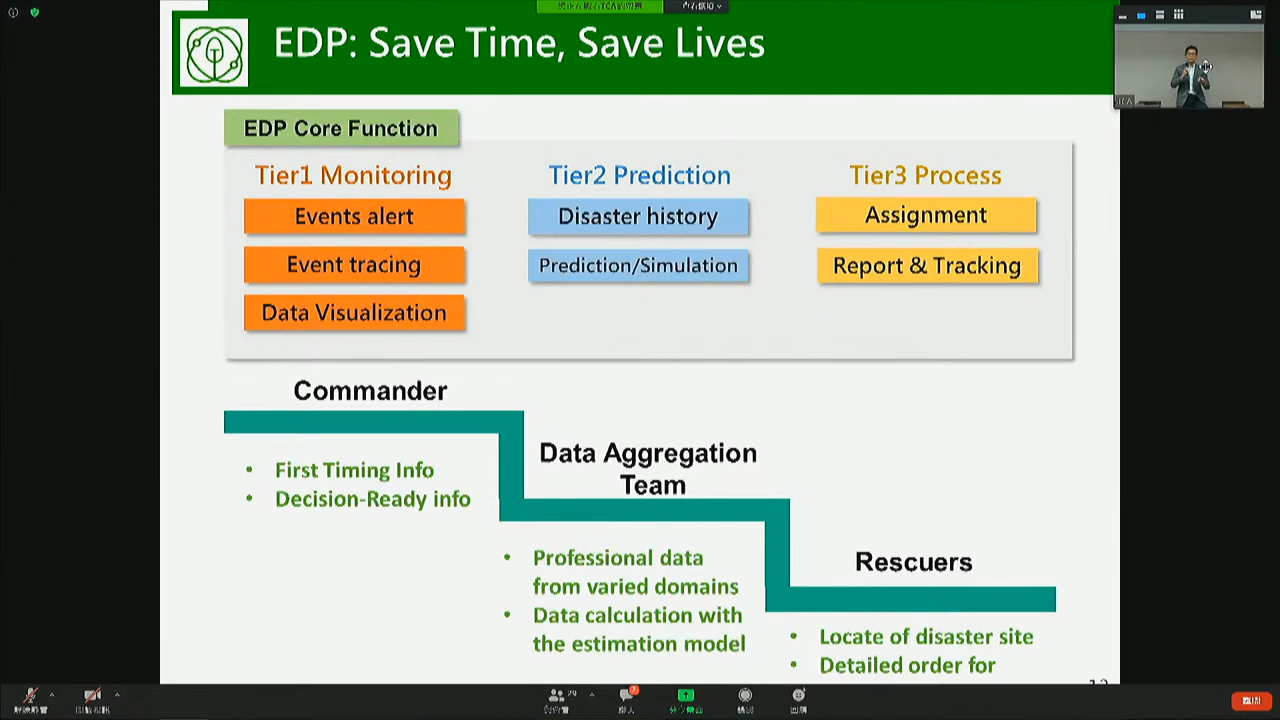 EDP: Save Time, Save Lives
EDP Core Function
Tier1 Monitoring
Events alert
Event tracing
Data Visualization
Tier2 Prediction
Disaster history
Prediction/Simulation
Tier3 Process
Assignment
Report & Tracking
Commander
• First Timing Info
• Decision-Ready info
Data Aggregation
Team
• Professional data
from varied domains
• Data calculation with
the estimation model
Rescuers
• Locate of disaster site
• Detailed order for
29
7